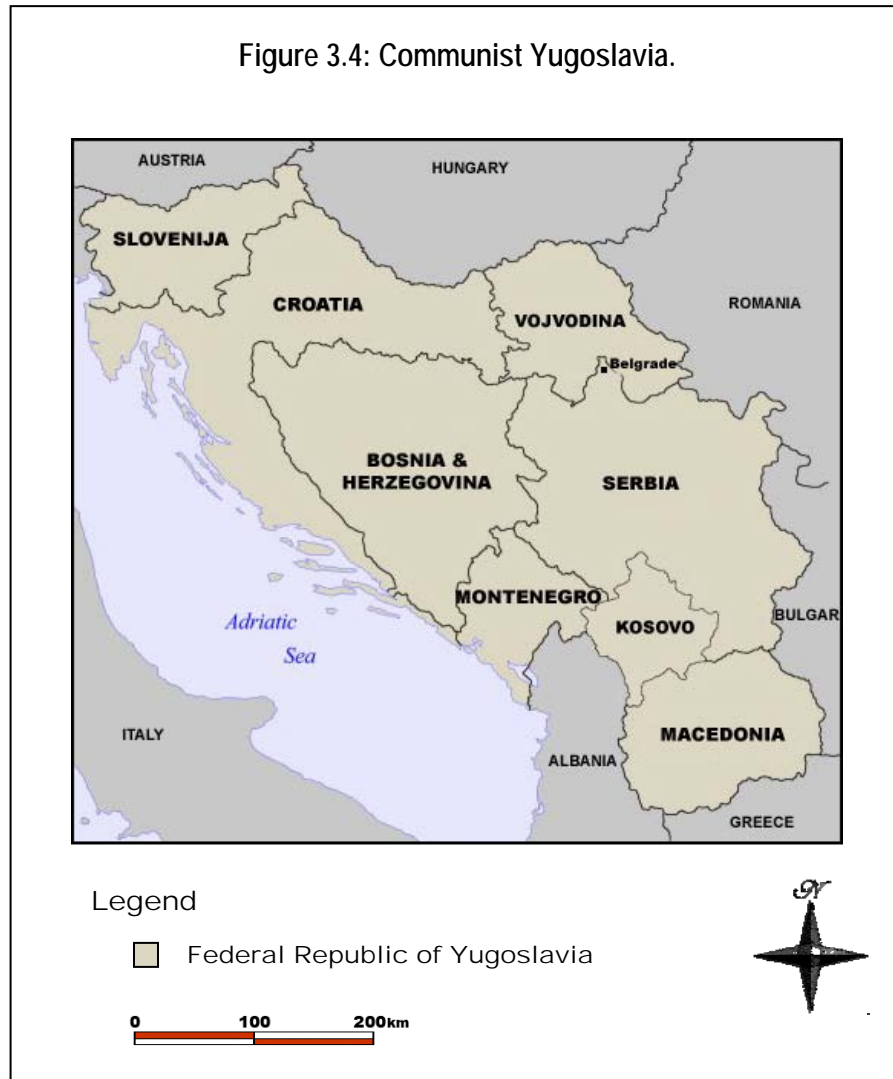 Figure 3.4: Communist Yugoslavia.
AUSTRIA
HUNGARY
SLOVENIJA
CROATIA
VOJVODINA
ROMANIA
Belgrade
BOSNIA &
HERZEGOVINA
SERBIA
MONTENEGRO
KOSOVO
BULGAR
Adriatic
Sea
ITALY
ALBANIA
MACEDONIA
GREECE
Legend
N
Federal Republic of Yugoslavia
0 100 200km